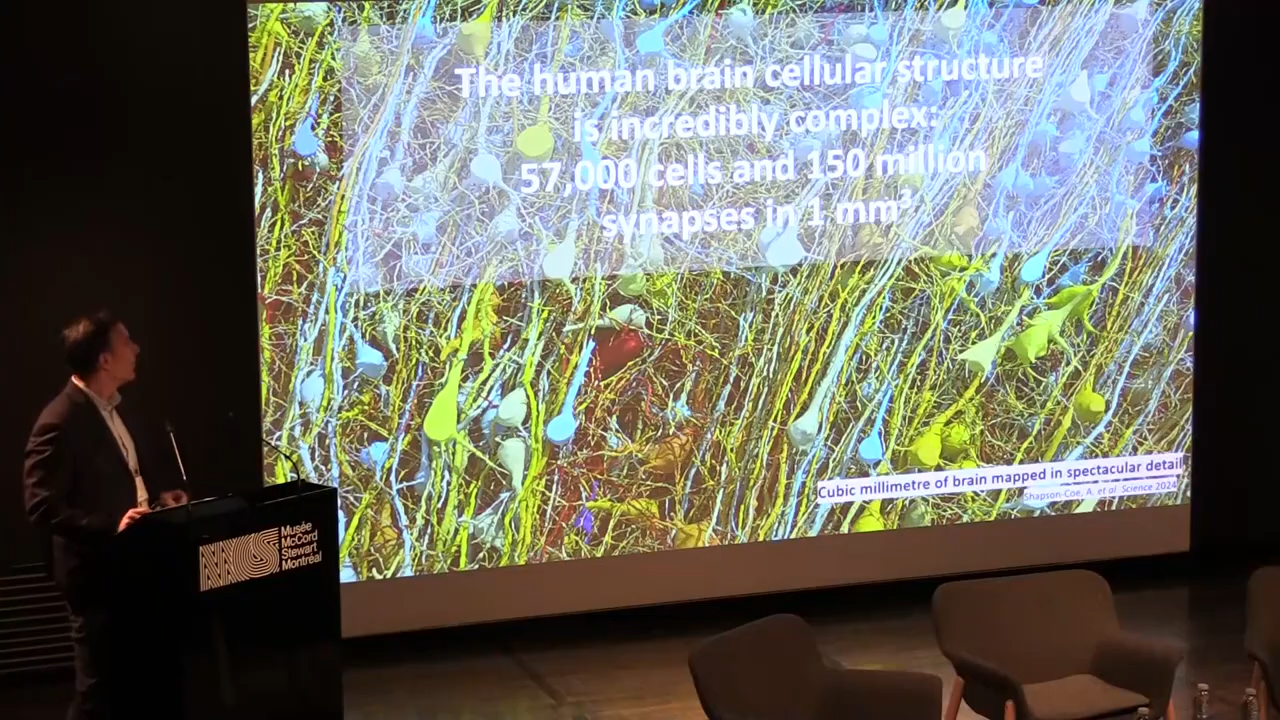 The human brain cellular structure
is incredibly complex:
57,000 cells and 150 million
synapses in 1 mm³
Cubic millimetre of brain mapped in spectacular detail
Shapson-Coe, A. et al Science 2024
Musée
McCord
Stewart
Montréal